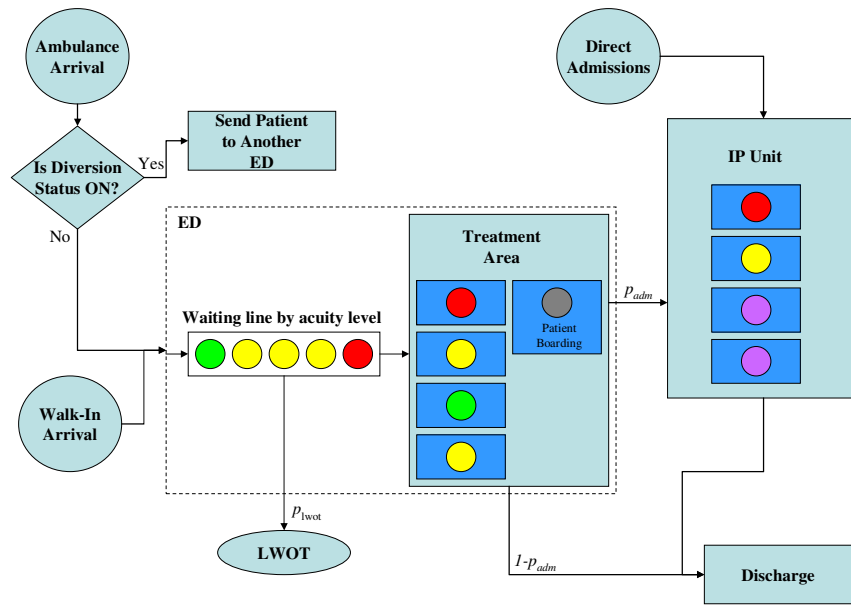 Ambulance
Arrival
Direct
Admissions
Send Patient
to Another
ED
Is Diversion
Status ON?
Yes
No
IP Unit
ED
Treatment
Area
Waiting line by acuity level
Patient
Boarding
p_adm
Walk-In
Arrival
p_lwot
LWOT
1-p_adm
Discharge